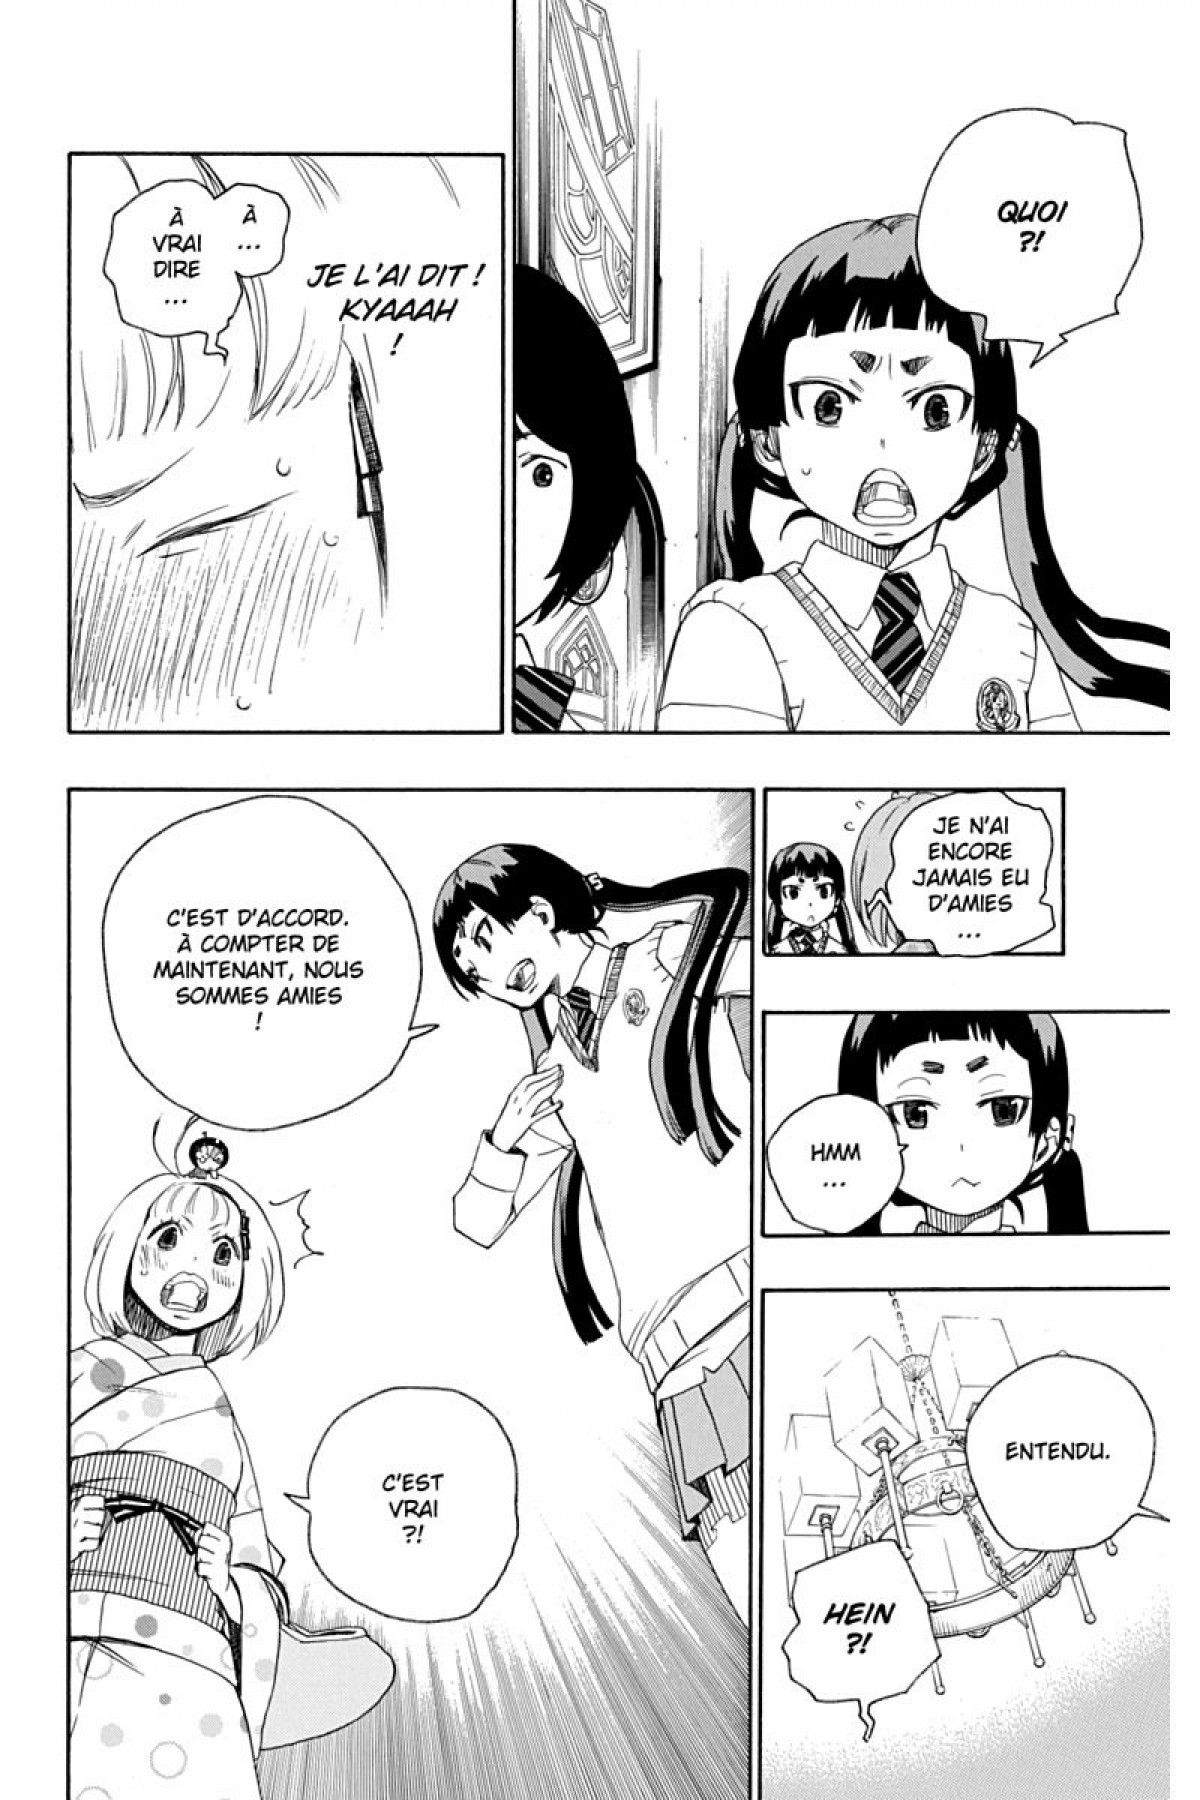 QUOI
?!
JE L'AI DIT !
KYAAAH
!
À
...
À
VRAI
DIRE
...
JE N'AI
ENCORE
JAMAIS EU
D'AMIES
...
HMM
...
ENTENDU.
HEIN
?!
C'EST D'ACCORD.
À COMPTER DE
MAINTENANT, NOUS
SOMMES AMIES
!
C'EST
VRAI
?!